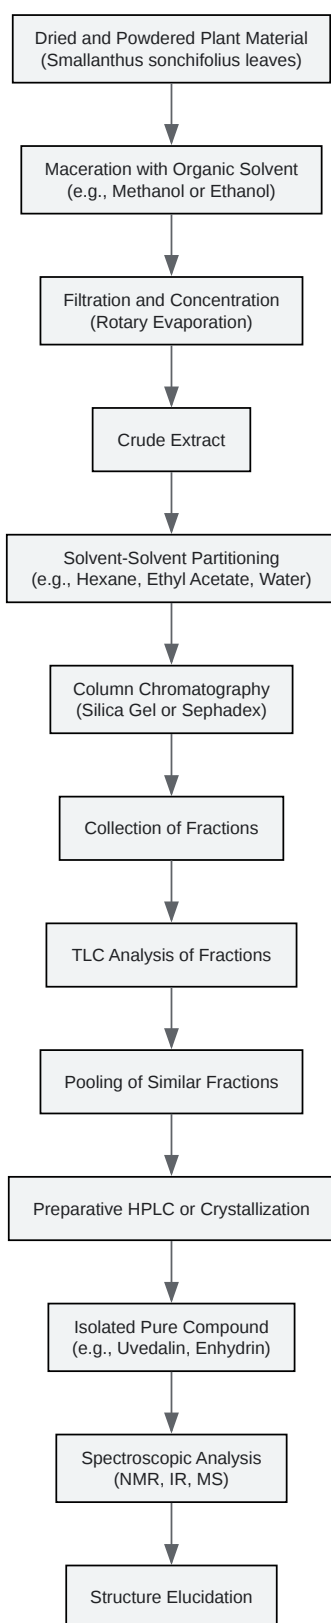 Dried and Powdered Plant Material
(Smallanthus sonchifolius leaves)
Maceration with Organic Solvent
(e.g., Methanol or Ethanol)
Filtration and Concentration
(Rotary Evaporation)
Crude Extract
Solvent-Solvent Partitioning
(e.g., Hexane, Ethyl Acetate, Water)
Column Chromatography
(Silica Gel or Sephadex)
Collection of Fractions
TLC Analysis of Fractions
Pooling of Similar Fractions
Preparative HPLC or Crystallization
Isolated Pure Compound
(e.g., Uvedalin, Enhydrin)
Spectroscopic Analysis
(NMR, IR, MS)
Structure Elucidation